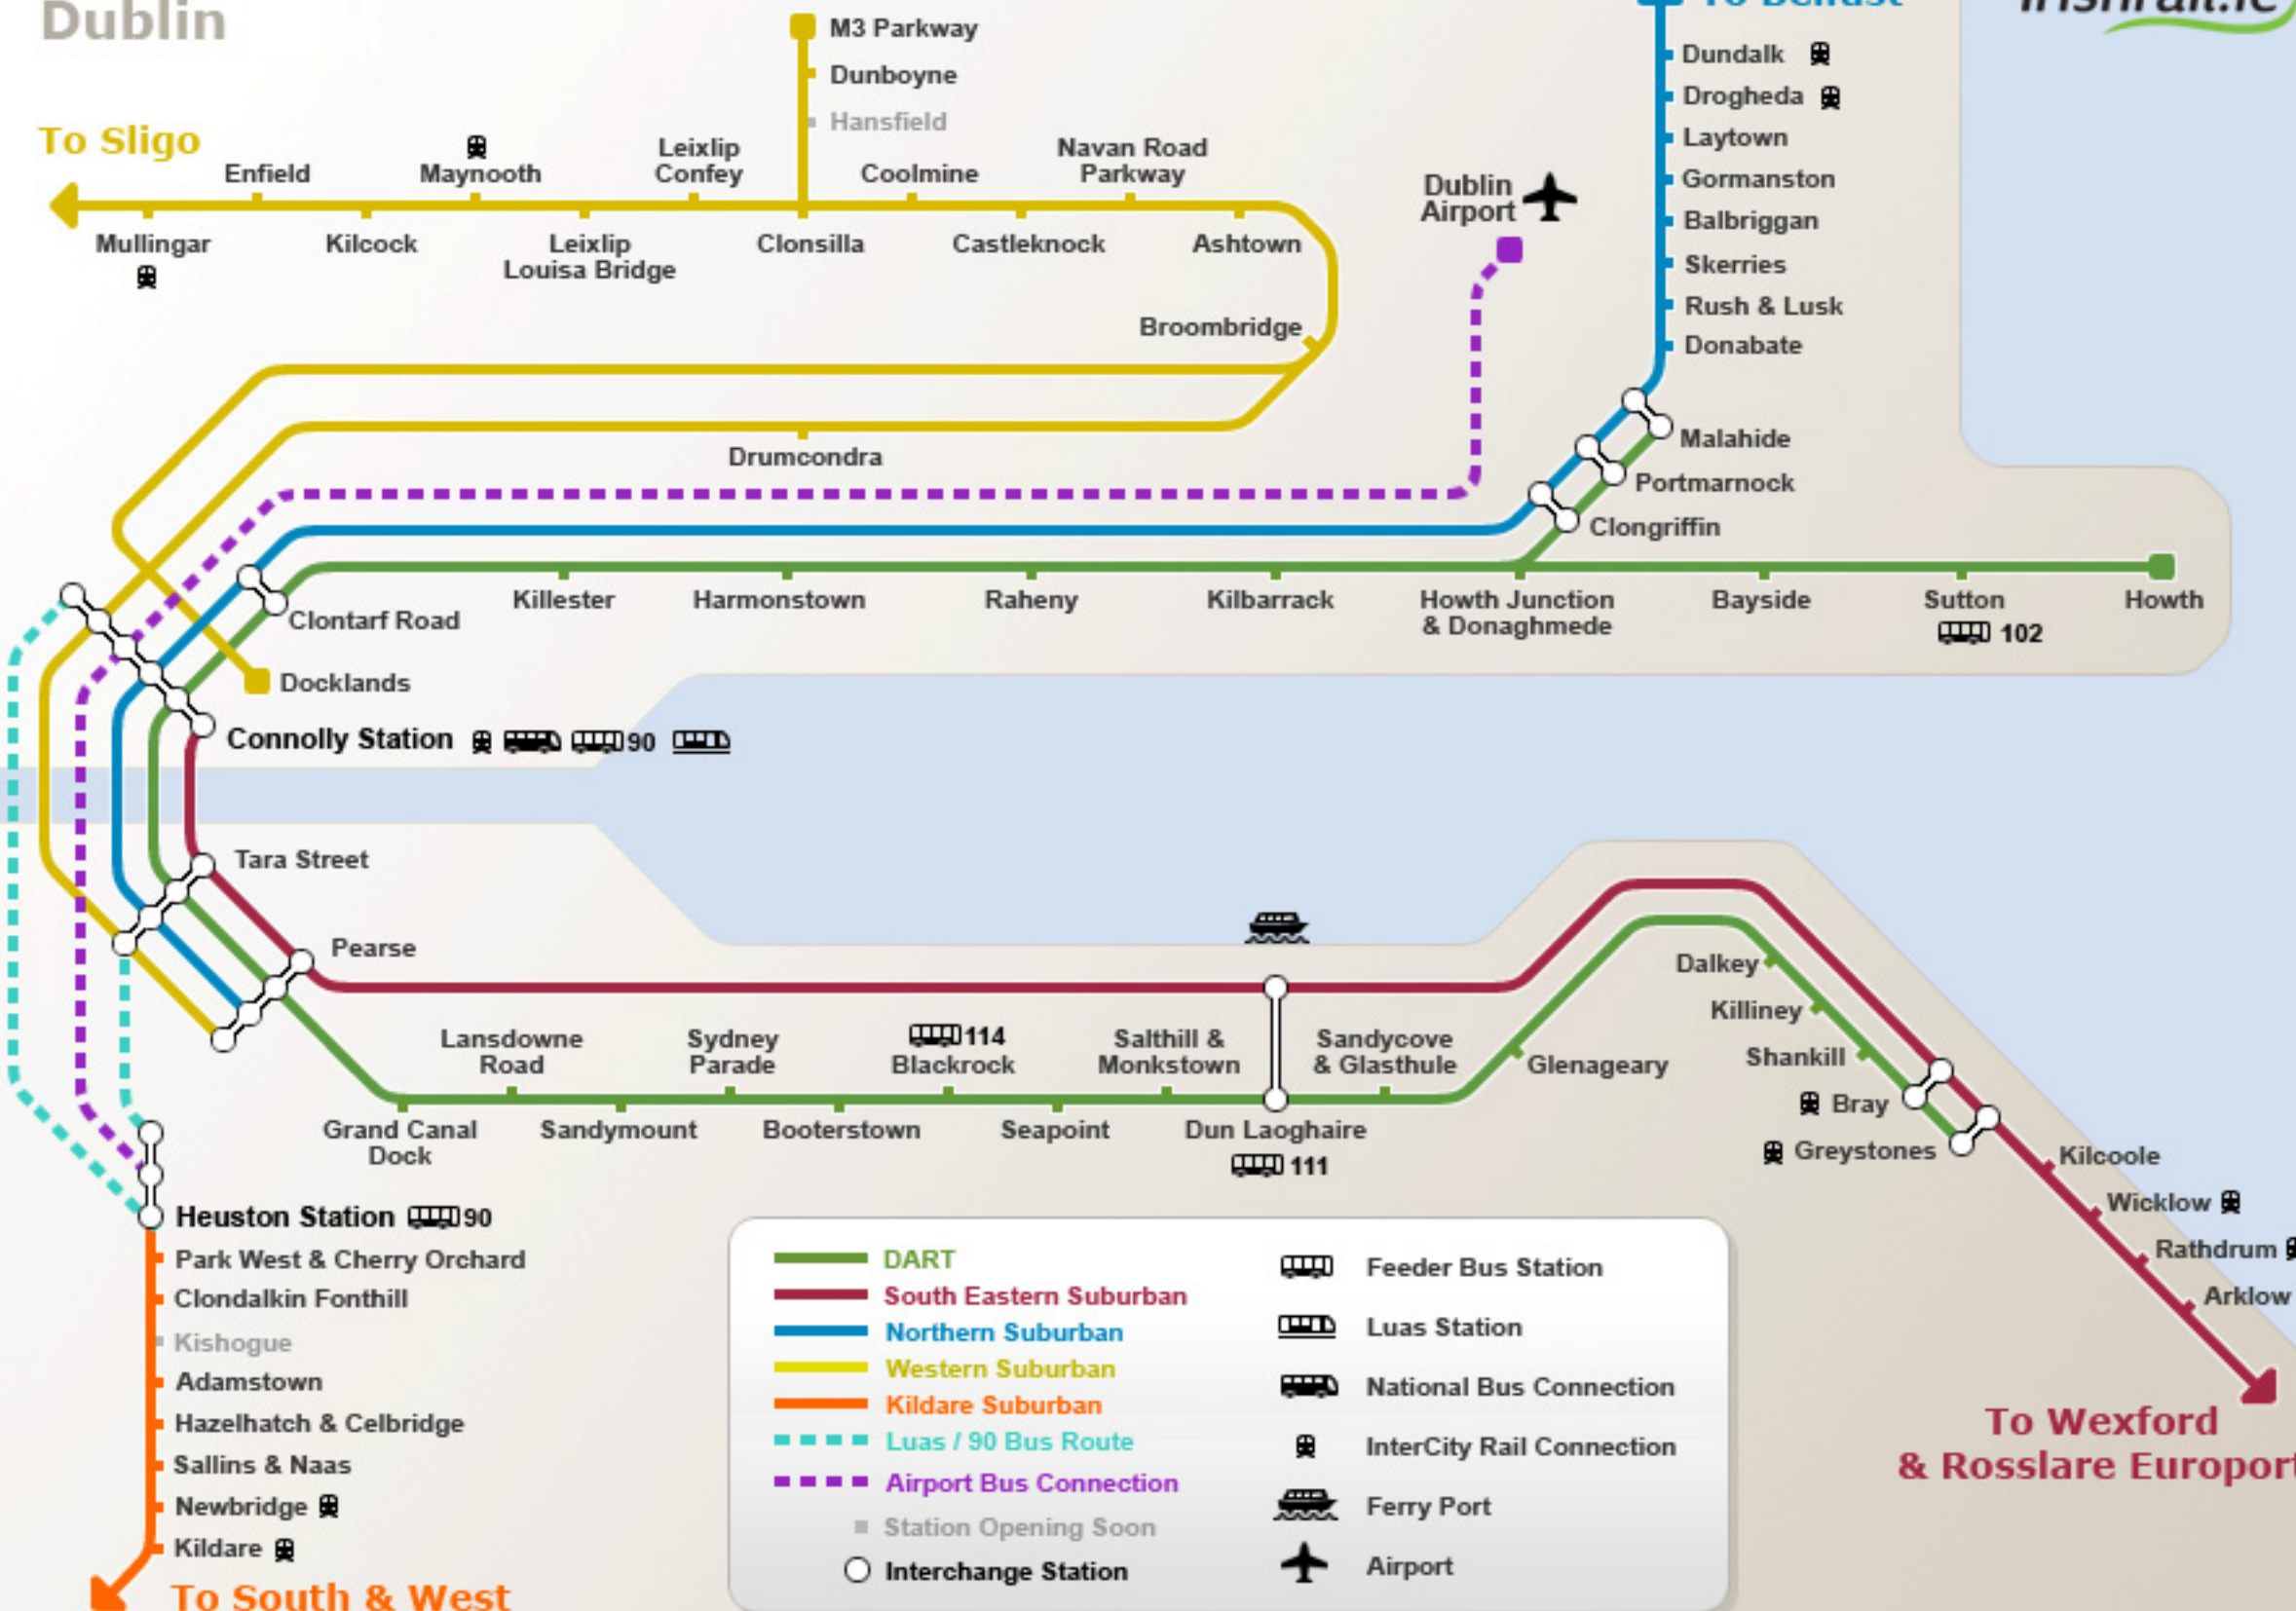 Dublin
To Belfast
irishrail.ie
M3 Parkway
Dunboyne
Hansfield
To Sligo
Enfield
Maynooth
Leixlip
Confey
Coolmine
Navan Road
Parkway
Mullingar
Kilcock
Leixlip
Louisa Bridge
Clonsilla
Castleknock
Ashtown
Broombridge
Drumcondra
Dublin
Airport
Dundalk
Drogheda
Laytown
Gormanston
Balbriggan
Skerries
Rush & Lusk
Donabate
Malahide
Portmarnock
Clongriffin
Clontarf Road
Killester
Harmonstown
Raheny
Kilbarrack
Howth Junction
& Donaghmede
Bayside
Sutton
102
Howth
Docklands
Connolly Station 90
Tara Street
Pearse
Lansdowne
Road
Sydney
Parade
114
Blackrock
Salthill &
Monkstown
Sandycove
& Glasthule
Glenageary
Dalkey
Killiney
Shankill
Bray
Greystones
Grand Canal
Dock
Sandymount
Booterstown
Seapoint
Dun Laoghaire
111
Kilcoole
Wicklow
Rathdrum
Arklow
To Wexford
& Rosslare Europort
Heuston Station 90
Park West & Cherry Orchard
Clondalkin Fonthill
Kishogue
Adamstown
Hazelhatch & Celbridge
Sallins & Naas
Newbridge
Kildare
To South & West
DART
South Eastern Suburban
Northern Suburban
Western Suburban
Kildare Suburban
Luas / 90 Bus Route
Airport Bus Connection
Station Opening Soon
Interchange Station
Feeder Bus Station
Luas Station
National Bus Connection
InterCity Rail Connection
Ferry Port
Airport